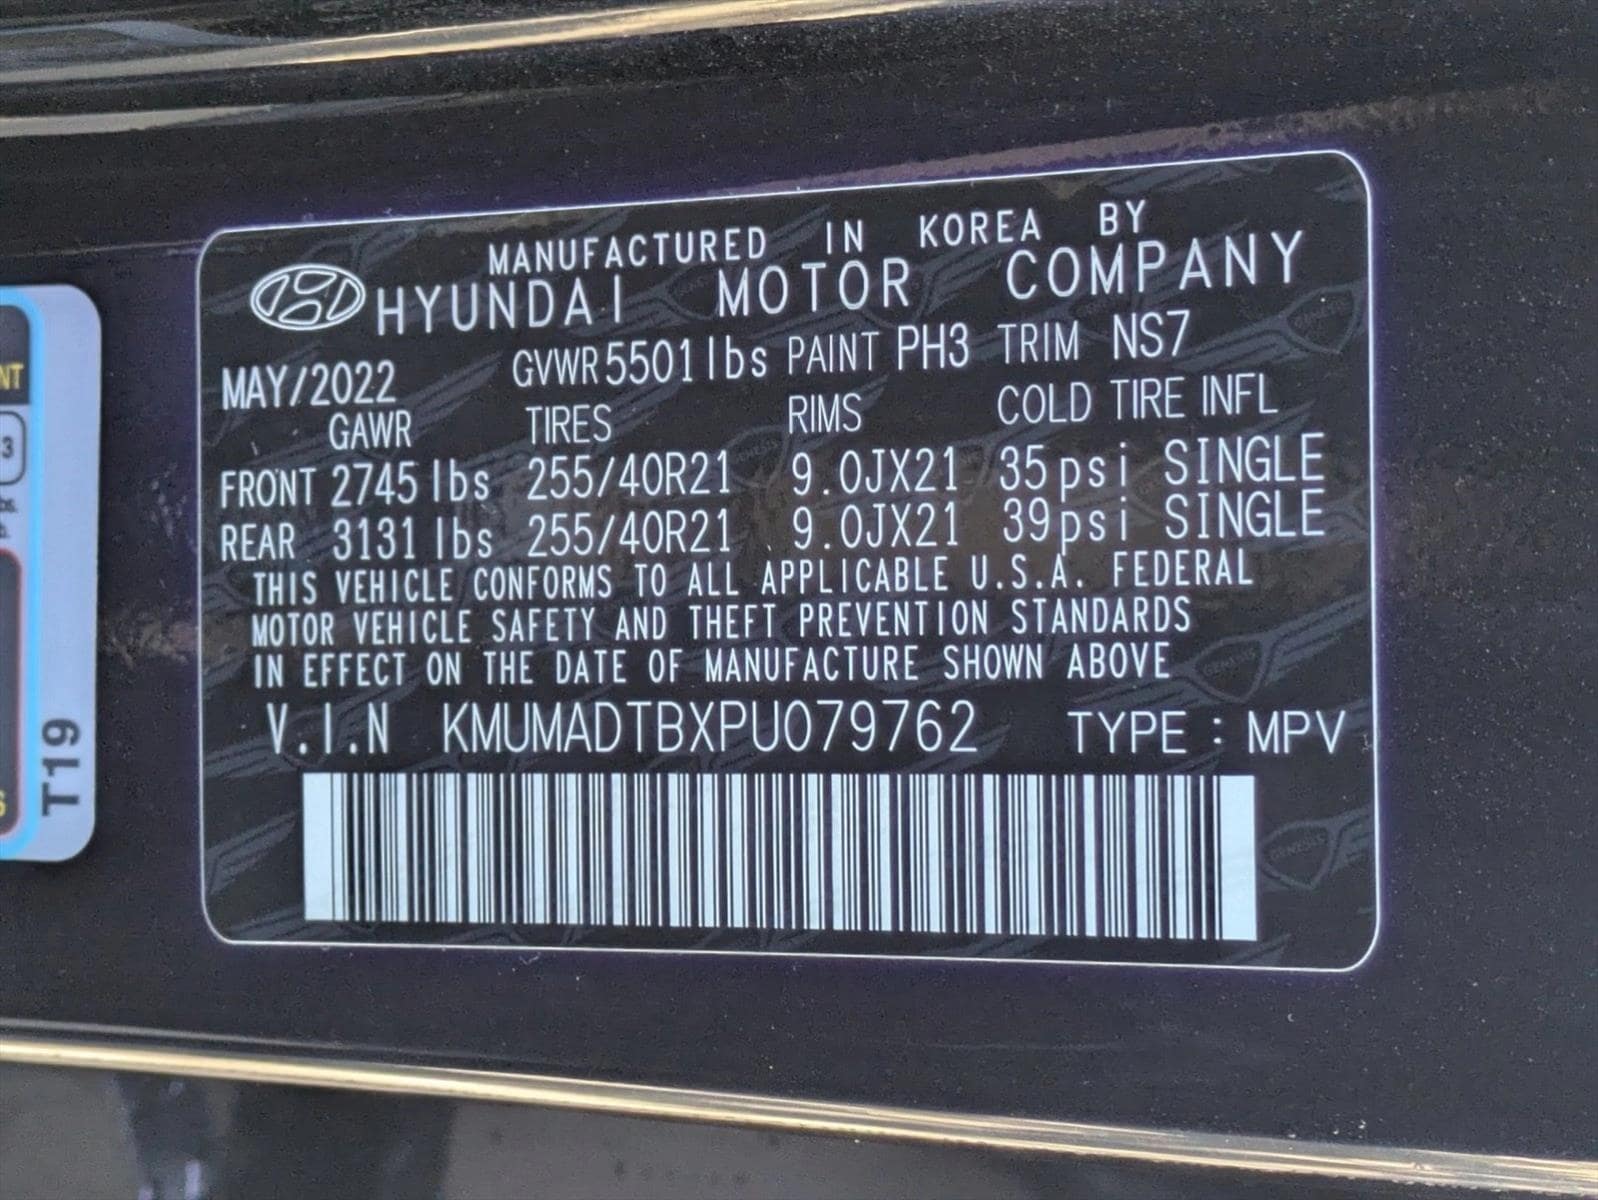 MANUFACTURED IN KOREA BY
HYUNDAI MOTOR COMPANY
MAY/2022 GVWR 5501 lbs PAINT PH3 TRIM NS7
GAWR TIRES RIMS COLD TIRE INFL
FRONT 2745 lbs 255/40R21 9.0JX21 35 psi SINGLE
REAR 3131 lbs 255/40R21 9.0JX21 39 psi SINGLE
THIS VEHICLE CONFORMS TO ALL APPLICABLE U.S.A. FEDERAL
MOTOR VEHICLE SAFETY AND THEFT PREVENTION STANDARDS
IN EFFECT ON THE DATE OF MANUFACTURE SHOWN ABOVE
V.I.N KMUMADTBXPU079762 TYPE : MPV
T19